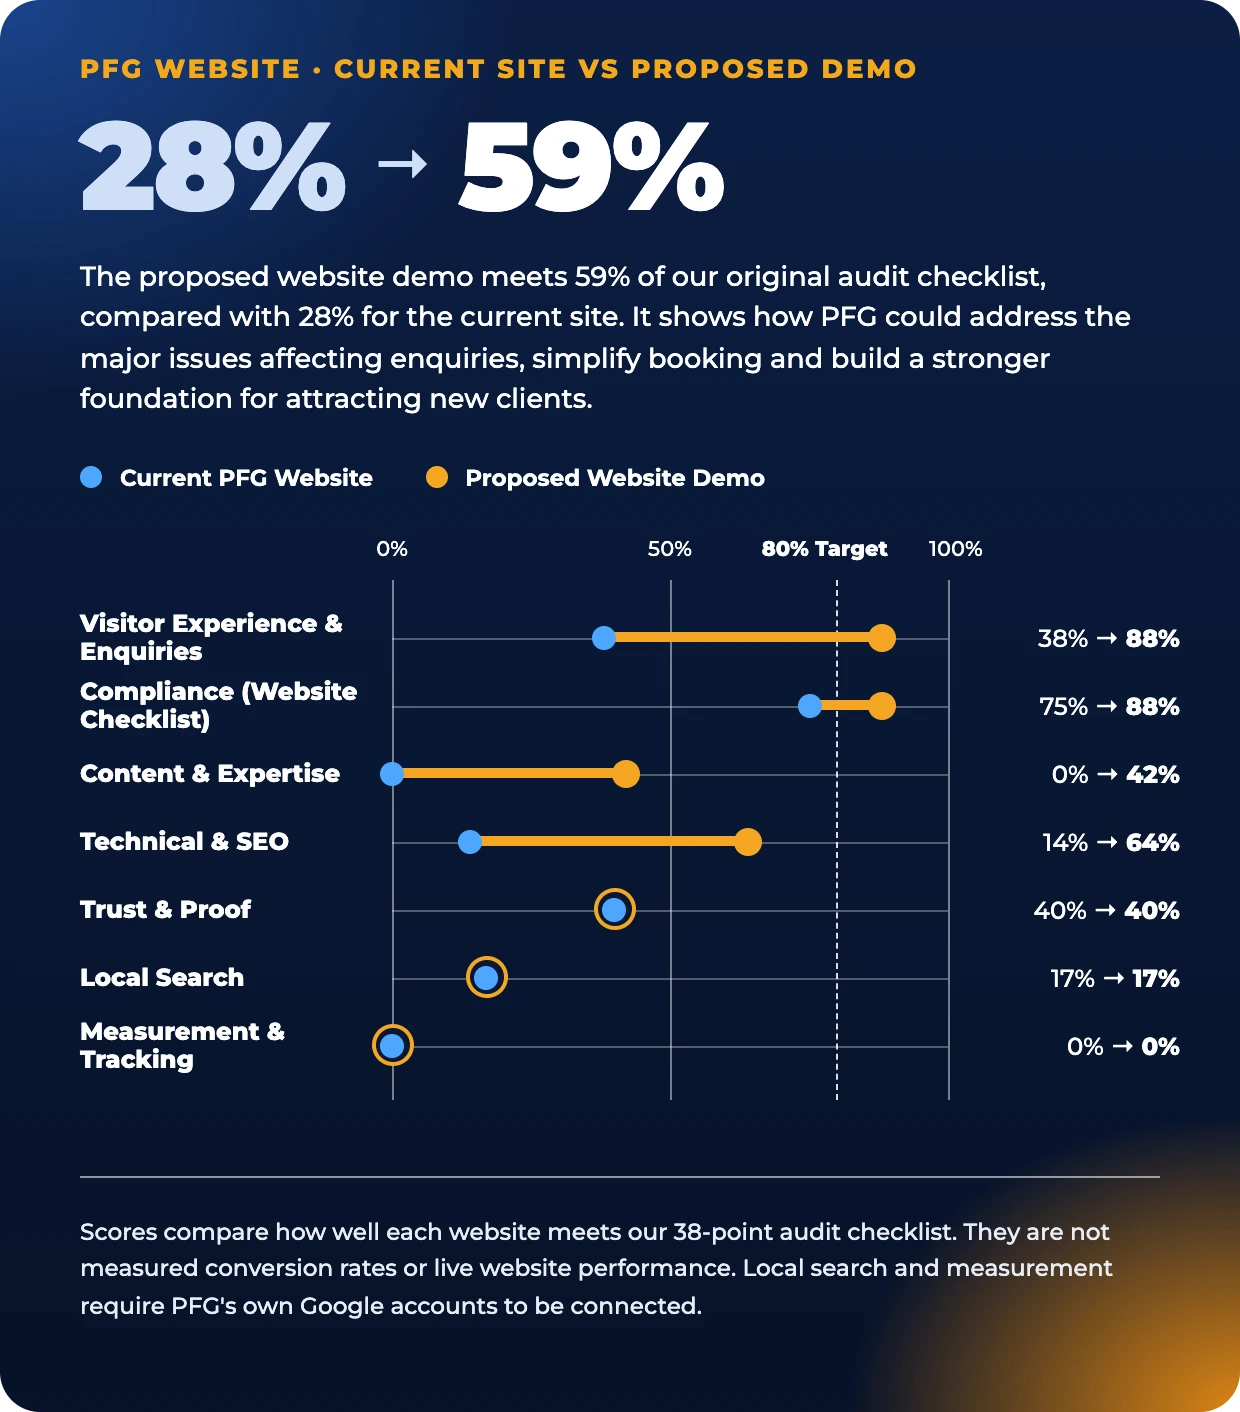 PFG WEBSITE · CURRENT SITE VS PROPOSED DEMO
28% → 59%
The proposed website demo meets 59% of our original audit checklist,
compared with 28% for the current site. It shows how PFG could address the
major issues affecting enquiries, simplify booking and build a stronger
foundation for attracting new clients.
Current PFG Website Proposed Website Demo
0% 50% 80% Target 100%
Visitor Experience &
Enquiries
38% → 88%
Compliance (Website
Checklist)
75% → 88%
Content & Expertise 0% → 42%
Technical & SEO 14% → 64%
Trust & Proof 40% → 40%
Local Search 17% → 17%
Measurement &
Tracking
0% → 0%
Scores compare how well each website meets our 38-point audit checklist. They are not
measured conversion rates or live website performance. Local search and measurement
require PFG's own Google accounts to be connected.